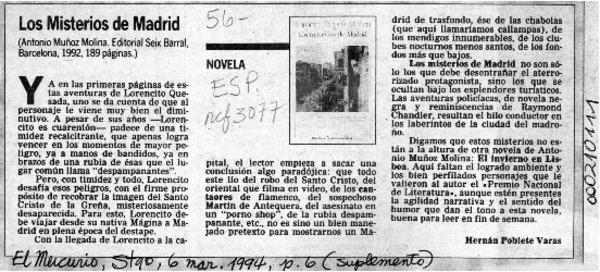 Los Misterios de Madrid
(Antonio Muñoz Molina. Editorial Seix Barral,
Barcelona, 1992, 189 páginas.)
YA en las primeras páginas de es-
tas aventuras de Lorencito Que-
sada, uno se da cuenta de que al
personaje le viene muy bien el dimi-
nutivo. A pesar de sus años —Loren-
cito es cuarentón— padece de una ti-
midez recalcitrante, que apenas logra
vencer en los momentos de mayor pe-
ligro, ya a manos de bandidos, ya en
brazos de una rubia de ésas que el lu-
gar común llama "despampanantes".
Pero, con timidez y todo, Lorencito
desafía esos peligros, con el firme propó-
sito de recobrar la imagen del Santo
Cristo de la Greña, misteriosamente
desaparecida. Para esto, Lorencito de-
be viajar desde su nativa Mágina a Ma-
drid en plena época del destape.
Con la llegada de Lorencito a la ca-
56-
NOVELA
ESP.
ncf 3077
Antonio Muñoz Molina
Los misterios de Madrid
pital, el lector empieza a sacar una
conclusión algo paradójica: que todo
este lío del robo del Santo Cristo, del
oriental que filma en video, de los can-
taores de flamenco, del sospechoso
Martín de Antequera, del asesinato en
un "porno shop", de la rubia despam-
panante, etc., no es sino un bien mane-
jado pretexto para mostrarnos un Ma-
drid de trasfondo, ése de las chabolas
(que aquí llamaríamos callampas), de
los mendigos innumerables, de los clu-
bes nocturnos menos santos, de los fon-
dos más que bajos.
Los misterios de Madrid no son só-
lo los que debe desentrañar el aterro-
rizado protagonista, sino los que se
ocultan bajo los esplendores turísticos.
Las aventuras policíacas, de novela ne-
gra y reminiscencias de Raymond
Chandler, resultan el hilo conductor en
los laberintos de la ciudad del madro-
ño.
Digamos que estos misterios no es-
tán a la altura de otra novela de Anto-
nio Muñoz Molina: El invierno en Lis-
boa. Aquí faltan el logrado ambiente y
los bien perfilados personajes que le
valieron al autor el «Premio Nacional
de Literatura», aunque estén presentes
la agilidad narrativa y el sentido del
humor que dan el tono a esta novela,
buena para leer en fin de semana.
Hernán Poblete Varas
000210414
El Mercurio, Stgo, 6 mar. 1994, p. 6 (suplemento)